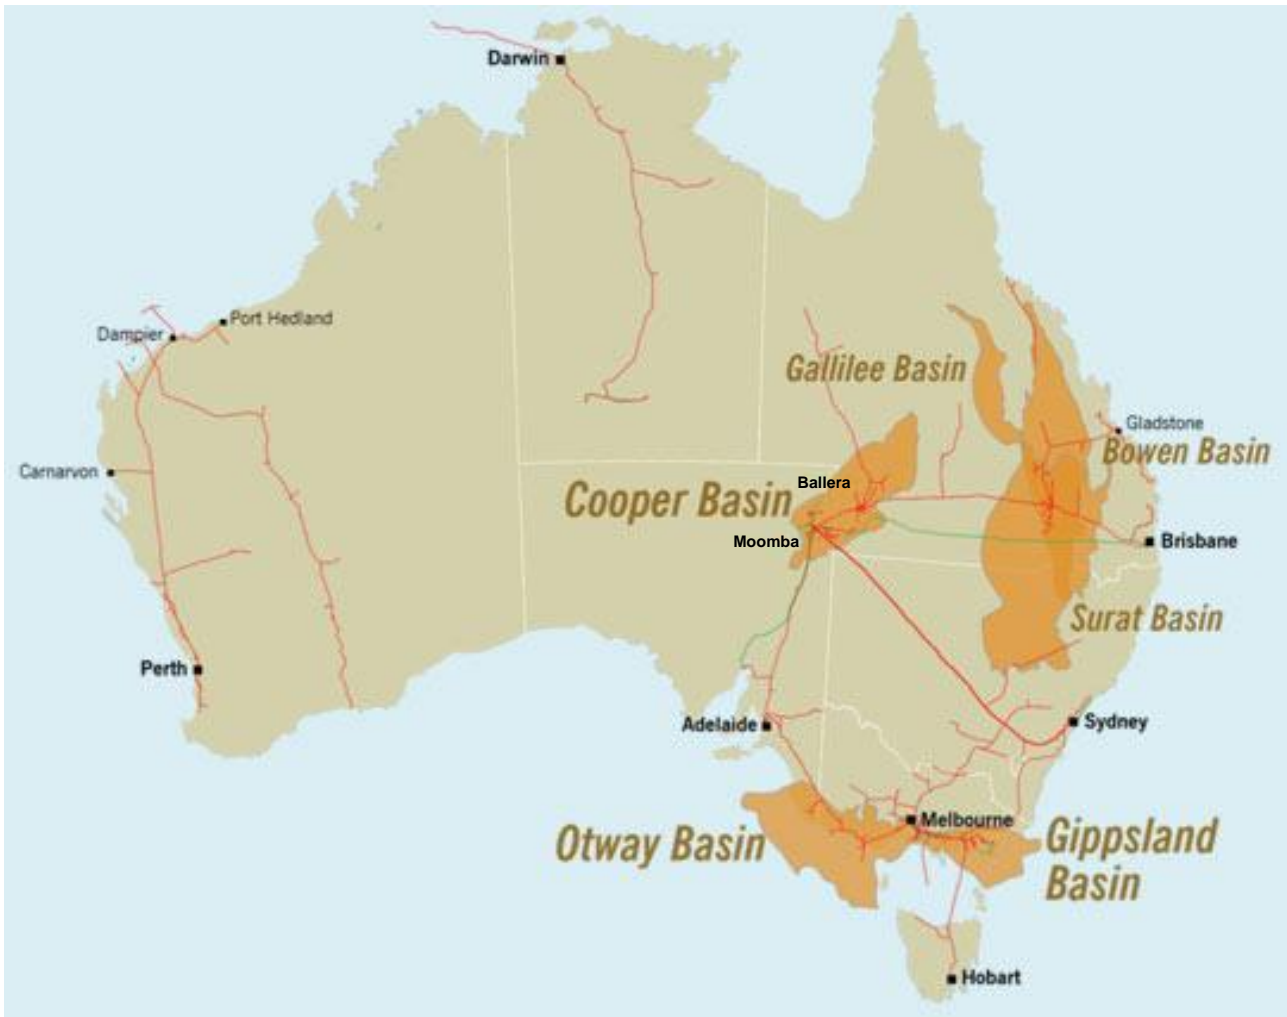 Darwin
Port Hedland
Dampier
Gallilee Basin
Gladstone
Bowen Basin
Carnarvon
Ballera
Cooper Basin
Moomba
Brisbane
Surat Basin
Perth
Adelaide
Sydney
Melbourne
Otway Basin
Gippsland
Basin
Hobart